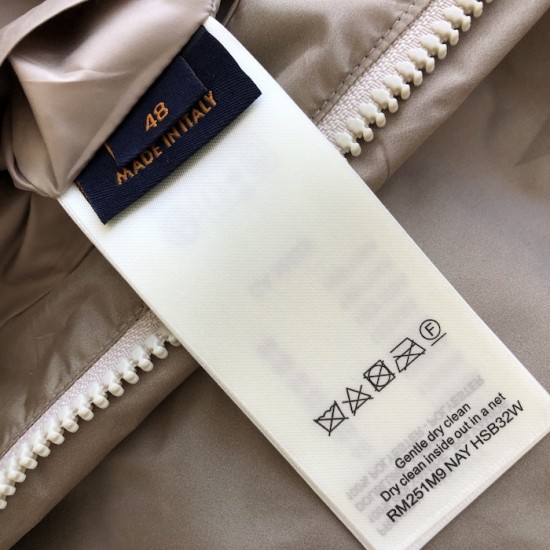 48
MADE IN ITALY
F
Gentle dry clean
Dry clean inside out in a net
RM251M9 NAY HSB32W